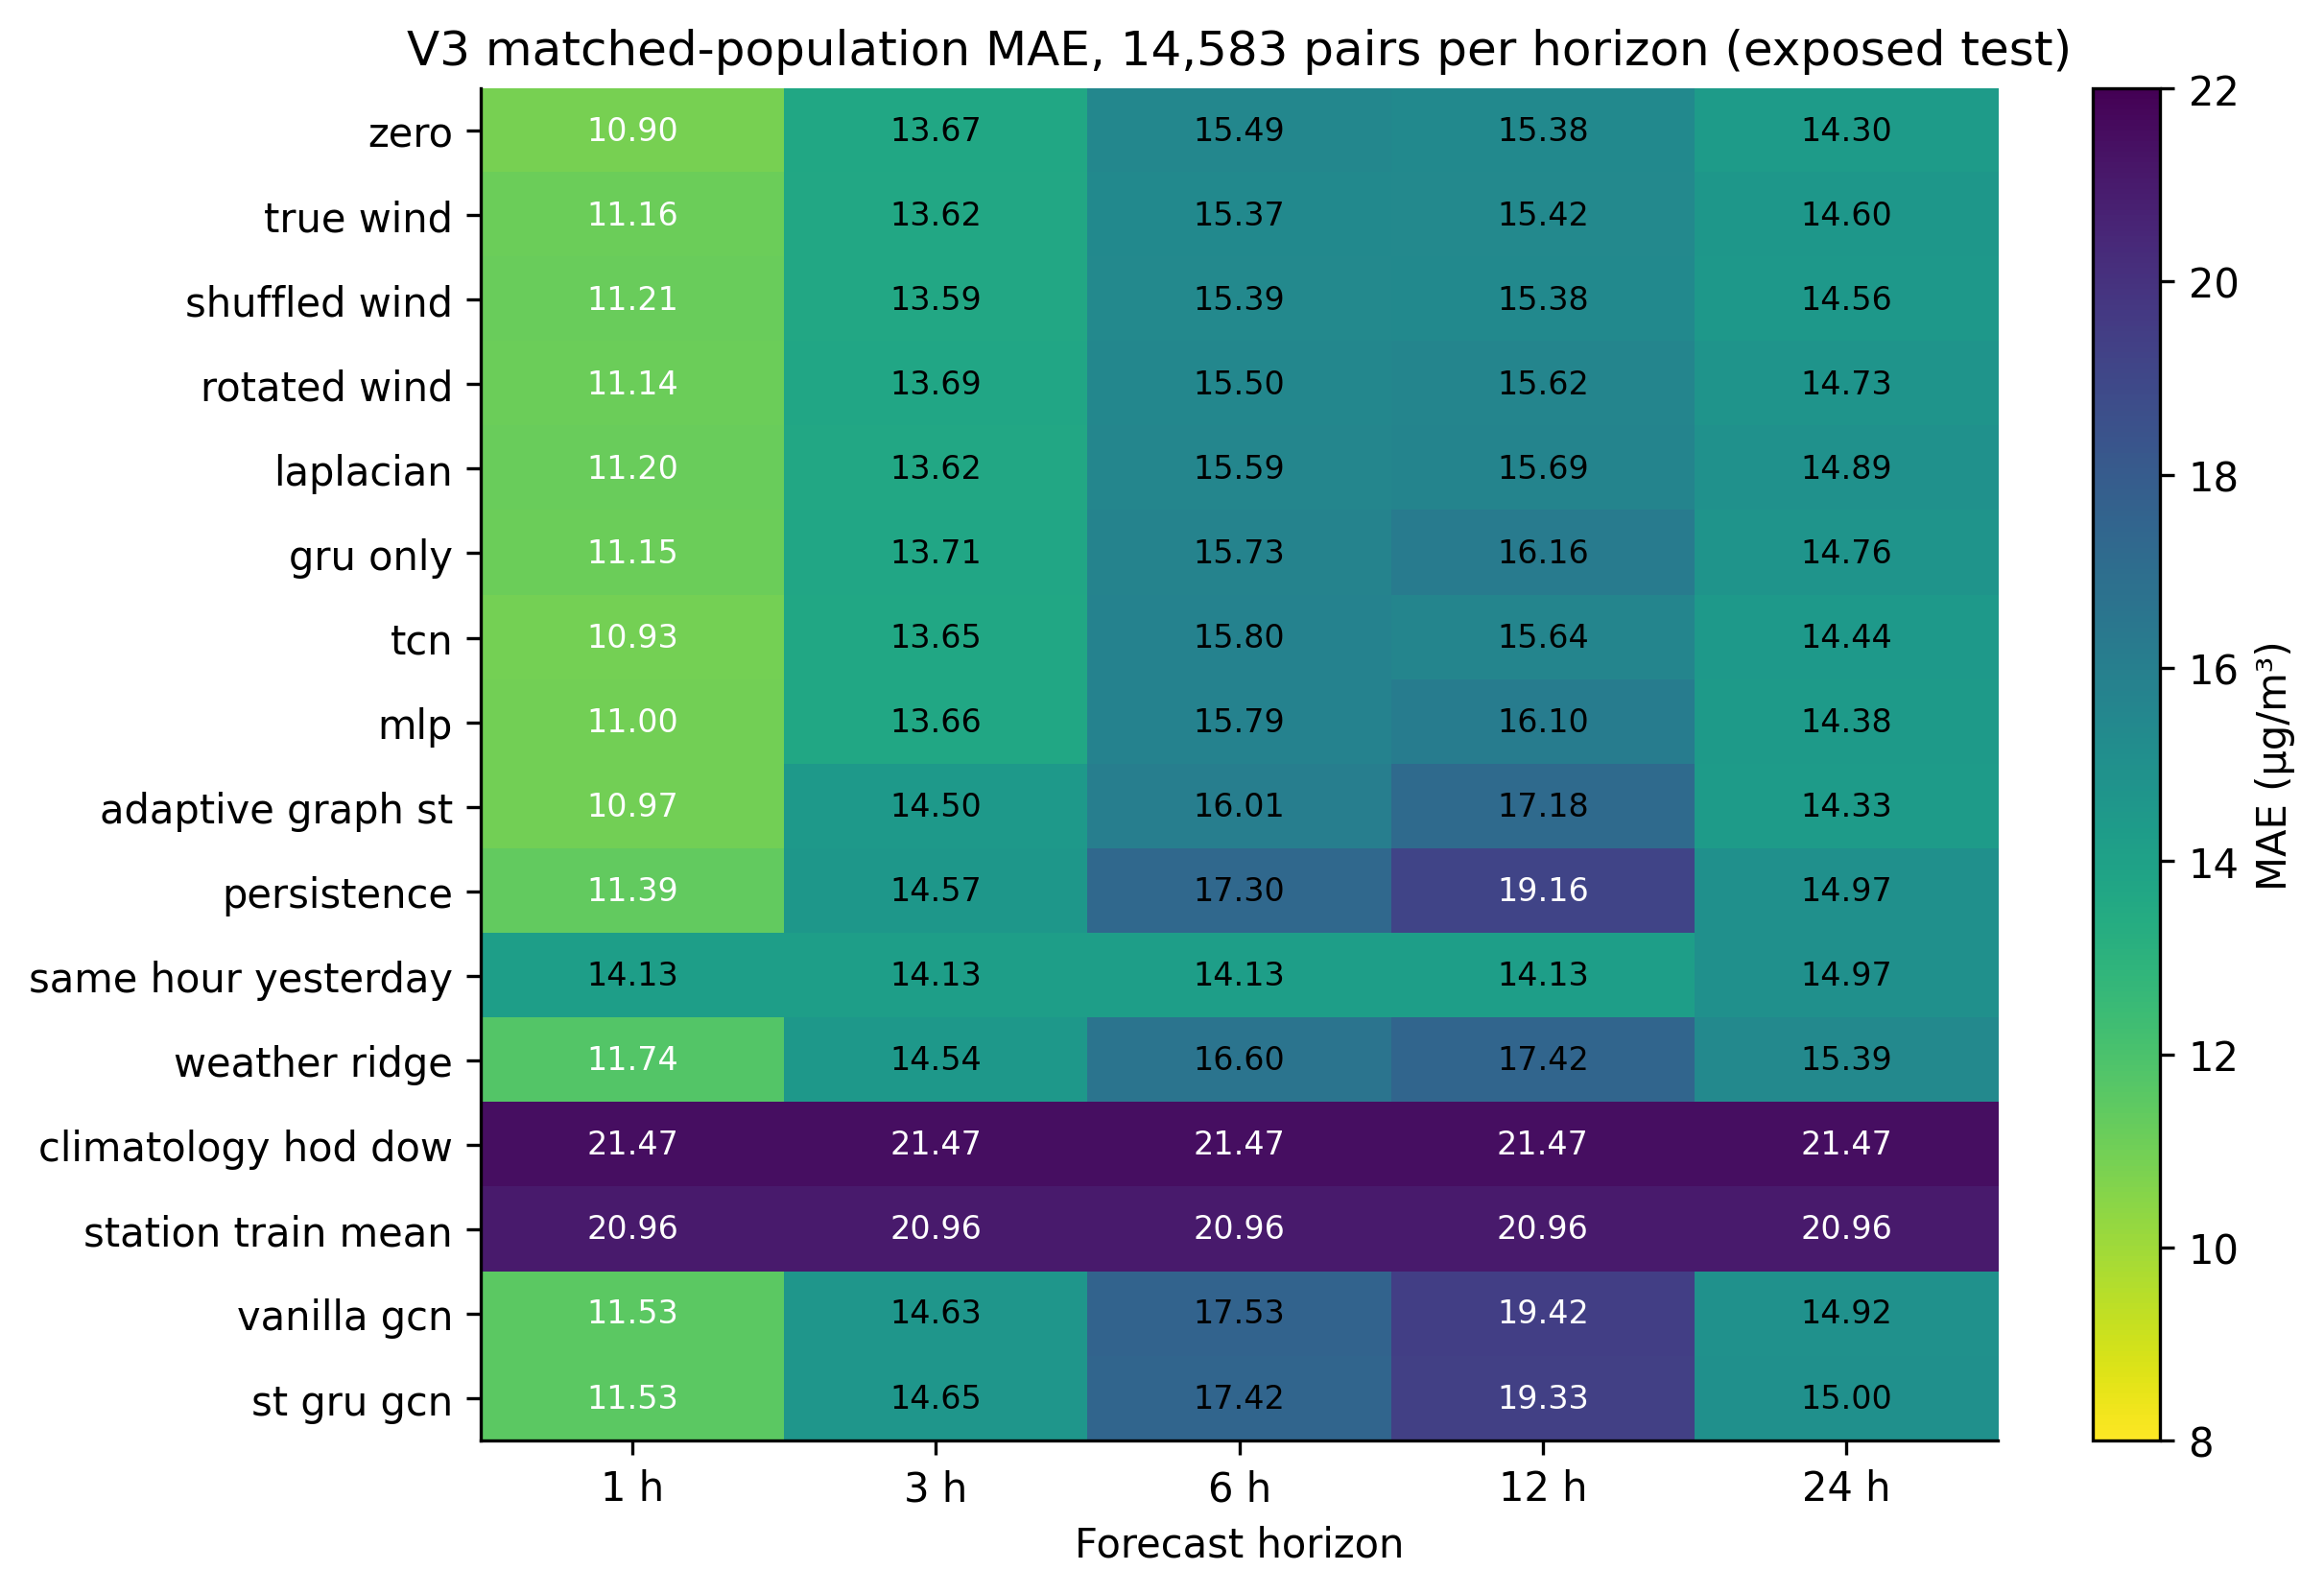 V3 matched-population MAE, 14,583 pairs per horizon (exposed test)
zero 10.90 13.67 15.49 15.38 14.30
true wind 11.16 13.62 15.37 15.42 14.60
shuffled wind 11.21 13.59 15.39 15.38 14.56
rotated wind 11.14 13.69 15.50 15.62 14.73
laplacian 11.20 13.62 15.59 15.69 14.89
gru only 11.15 13.71 15.73 16.16 14.76
tcn 10.93 13.65 15.80 15.64 14.44
mlp 11.00 13.66 15.79 16.10 14.38
adaptive graph st 10.97 14.50 16.01 17.18 14.33
persistence 11.39 14.57 17.30 19.16 14.97
same hour yesterday 14.13 14.13 14.13 14.13 14.97
weather ridge 11.74 14.54 16.60 17.42 15.39
climatology hod dow 21.47 21.47 21.47 21.47 21.47
station train mean 20.96 20.96 20.96 20.96 20.96
vanilla gcn 11.53 14.63 17.53 19.42 14.92
st gru gcn 11.53 14.65 17.42 19.33 15.00
1 h 3 h 6 h 12 h 24 h
Forecast horizon
22
20
18
16
14
12
10
8
MAE (µg/m³)